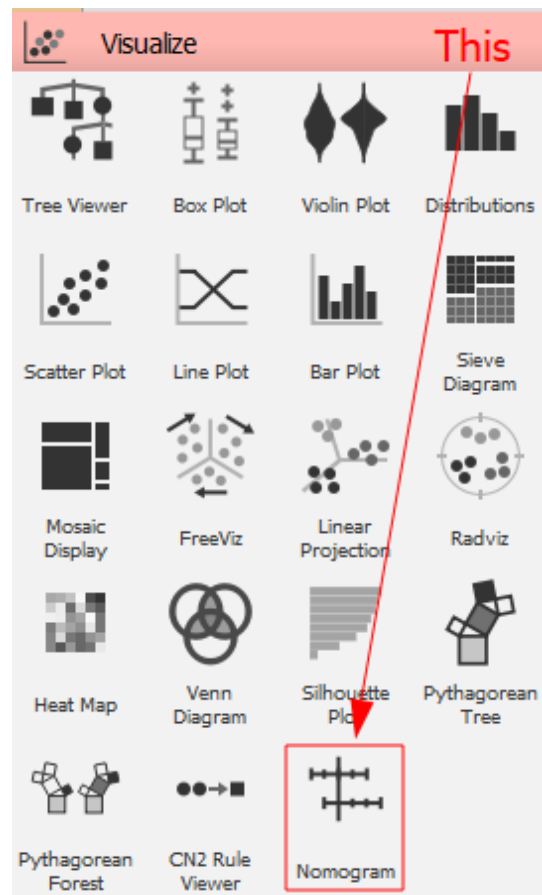 Visualize This
Tree Viewer Box Plot Violin Plot Distributions
Scatter Plot Line Plot Bar Plot Sieve
Diagram
Mosaic
Display FreeViz Linear
Projection Radviz
Heat Map Venn
Diagram Silhouette
Plot Pythagorean
Tree
Pythagorean
Forest CN2 Rule
Viewer Nomogram